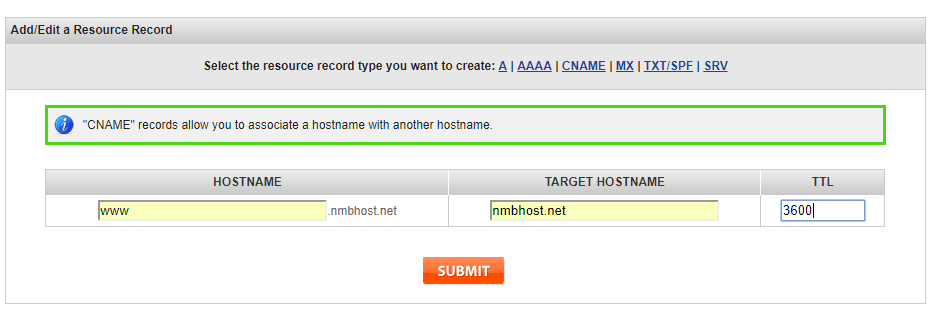 Add/Edit a Resource Record
Select the resource record type you want to create: A | AAAA | CNAME | MX | TXT/SPF | SRV
"CNAME" records allow you to associate a hostname with another hostname.
HOSTNAME TARGET HOSTNAME TTL
www .nmbhost.net nmbhost.net 3600
SUBMIT